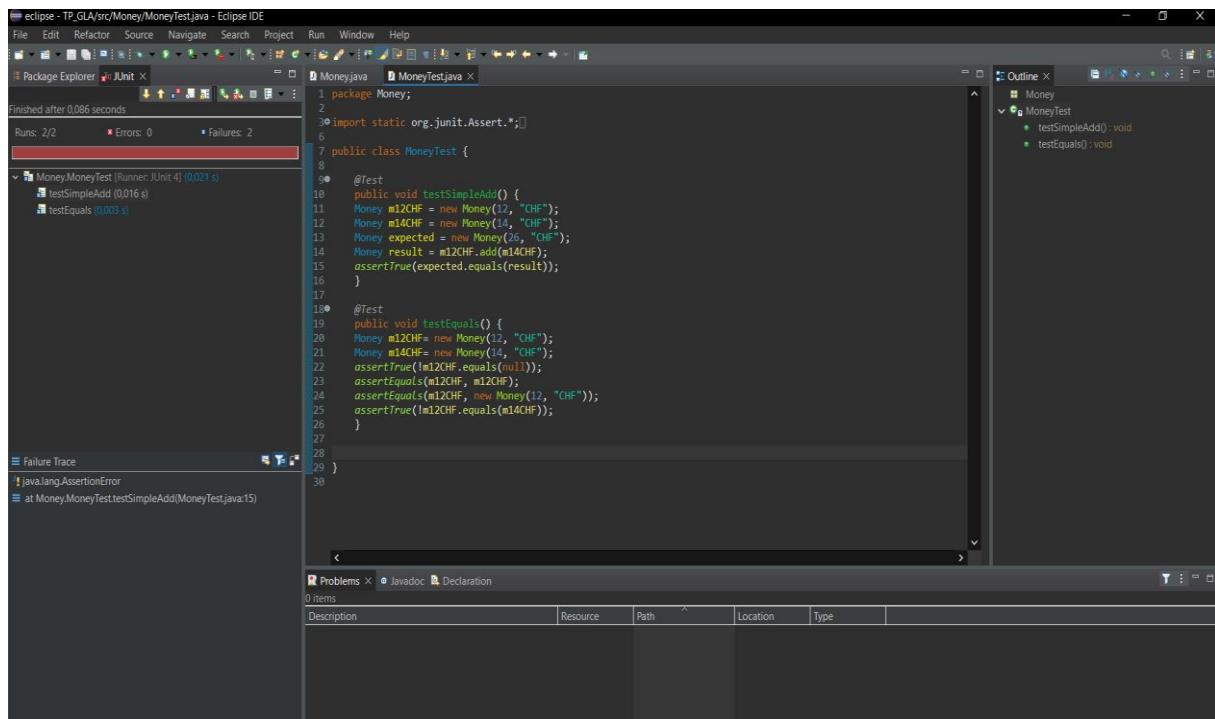 eclipse - TP_GLA/src/Money/MoneyTest.java - Eclipse IDE
File Edit Refactor Source Navigate Search Project Run Window Help
Package Explorer JUnit
Finished after 0,086 seconds
Runs: 2/2 Errors: 0 Failures: 2
Money.MoneyTest [Runner: JUnit 4] (0,021 s)
testSimpleAdd (0,016 s)
testEquals (0,003 s)
Failure Trace
java.lang.AssertionError
at Money.MoneyTest.testSimpleAdd(MoneyTest.java:15)
Money.java MoneyTest.java
1 package Money;
2
3 import static org.junit.Assert.*;
6
7 public class MoneyTest {
8
9 @Test
10 public void testSimpleAdd() {
11 Money m12CHF = new Money(12, "CHF");
12 Money m14CHF = new Money(14, "CHF");
13 Money expected = new Money(26, "CHF");
14 Money result = m12CHF.add(m14CHF);
15 assertTrue(expected.equals(result));
16 }
17
18 @Test
19 public void testEquals() {
20 Money m12CHF= new Money(12, "CHF");
21 Money m14CHF= new Money(14, "CHF");
22 assertTrue(!m12CHF.equals(null));
23 assertEquals(m12CHF, m12CHF);
24 assertEquals(m12CHF, new Money(12, "CHF"));
25 assertTrue(!m12CHF.equals(m14CHF));
26 }
27
28
29 }
30
Outline
Money
MoneyTest
testSimpleAdd() : void
testEquals() : void
Problems Javadoc Declaration
0 items
Description Resource Path Location Type